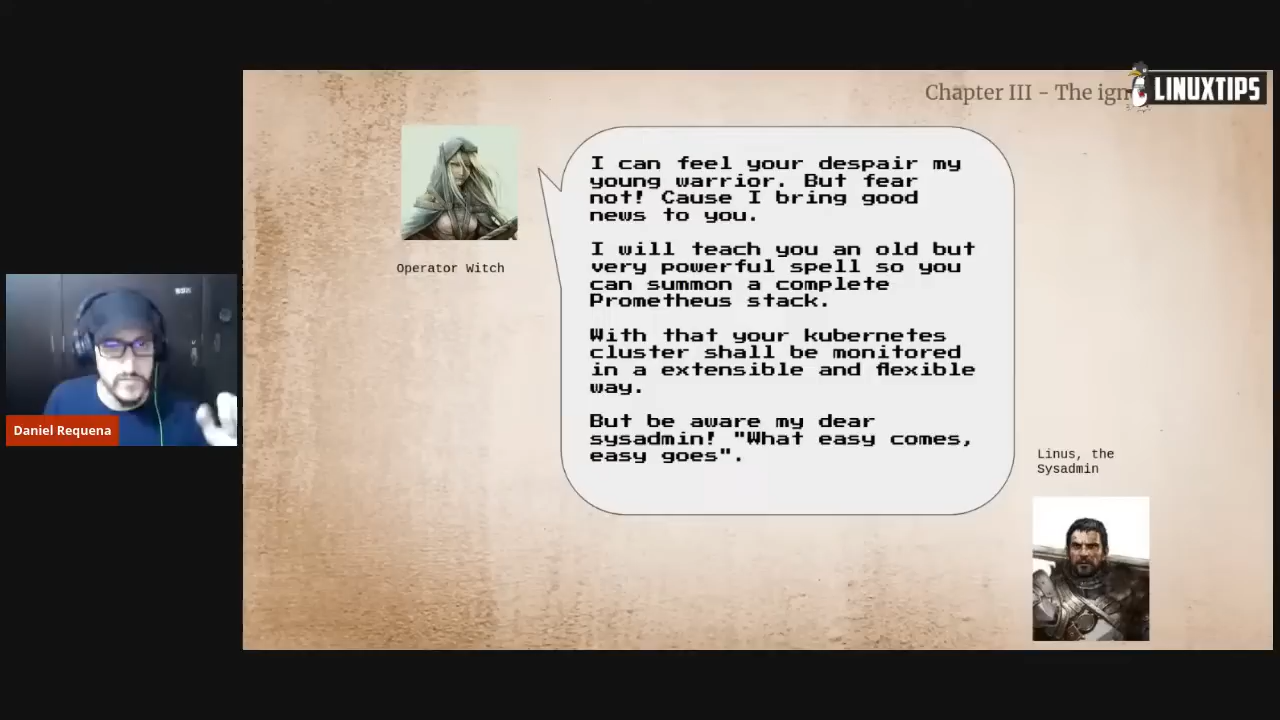 Chapter III - The ign
LINUXTIPS
I can feel your despair my
young warrior. But fear
not! Cause I bring good
news to you.
I will teach you an old but
very powerful spell so you
can summon a complete
Prometheus stack.
With that your kubernetes
cluster shall be monitored
in a extensible and flexible
way.
But be aware my dear
sysadmin! "What easy comes,
easy goes".
Operator Witch
Daniel Requena
Linus, the
Sysadmin